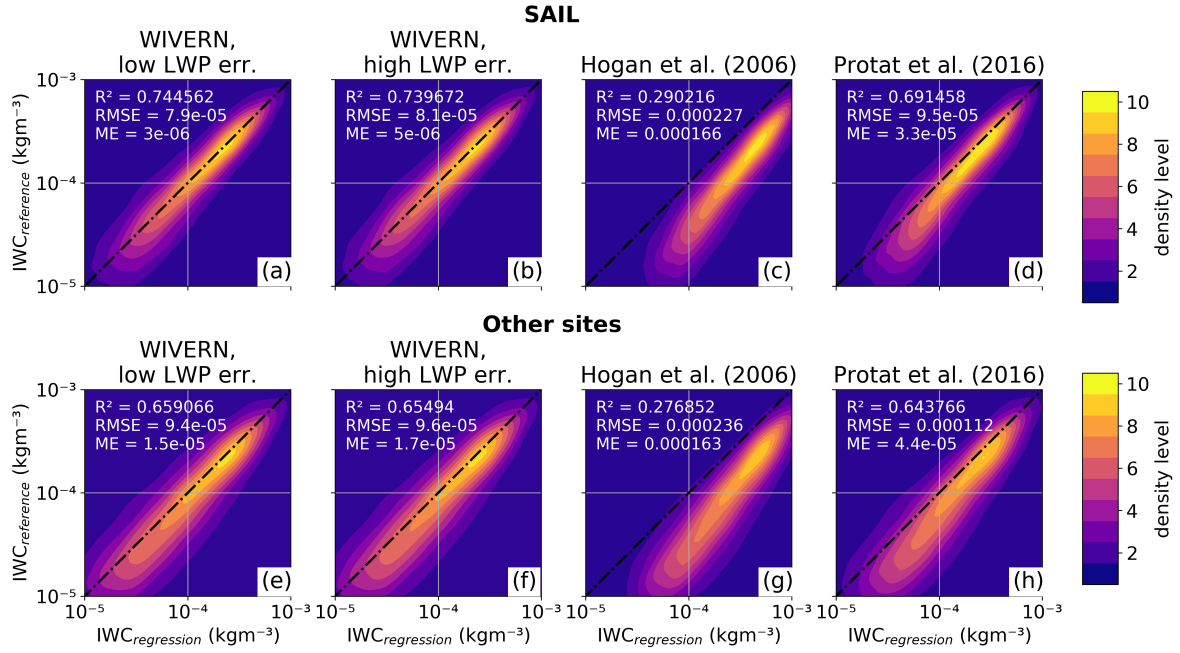 SAIL
WIVERN,
low LWP err.
WIVERN,
high LWP err.
Hogan et al. (2006)
Protat et al. (2016)
IWCreference (kgm⁻³)
10⁻³
10⁻⁴
10⁻⁵
R² = 0.744562
RMSE = 7.9e-05
ME = 3e-06
(a)
R² = 0.739672
RMSE = 8.1e-05
ME = 5e-06
(b)
R² = 0.290216
RMSE = 0.000227
ME = 0.000166
(c)
R² = 0.691458
RMSE = 9.5e-05
ME = 3.3e-05
(d)
10⁻⁵
10⁻⁴
10⁻³
10
8
6
4
2
density level
Other sites
WIVERN,
low LWP err.
WIVERN,
high LWP err.
Hogan et al. (2006)
Protat et al. (2016)
IWCreference (kgm⁻³)
10⁻³
10⁻⁴
10⁻⁵
R² = 0.659066
RMSE = 9.4e-05
ME = 1.5e-05
(e)
R² = 0.65494
RMSE = 9.6e-05
ME = 1.7e-05
(f)
R² = 0.276852
RMSE = 0.000236
ME = 0.000163
(g)
R² = 0.643766
RMSE = 0.000112
ME = 4.4e-05
(h)
10
8
6
4
2
density level
10⁻⁵ 10⁻⁴ 10⁻³
10⁻⁵ 10⁻⁴ 10⁻³
10⁻⁵ 10⁻⁴ 10⁻³
10⁻⁵ 10⁻⁴ 10⁻³
IWCregression (kgm⁻³)
IWCregression (kgm⁻³)
IWCregression (kgm⁻³)
IWCregression (kgm⁻³)